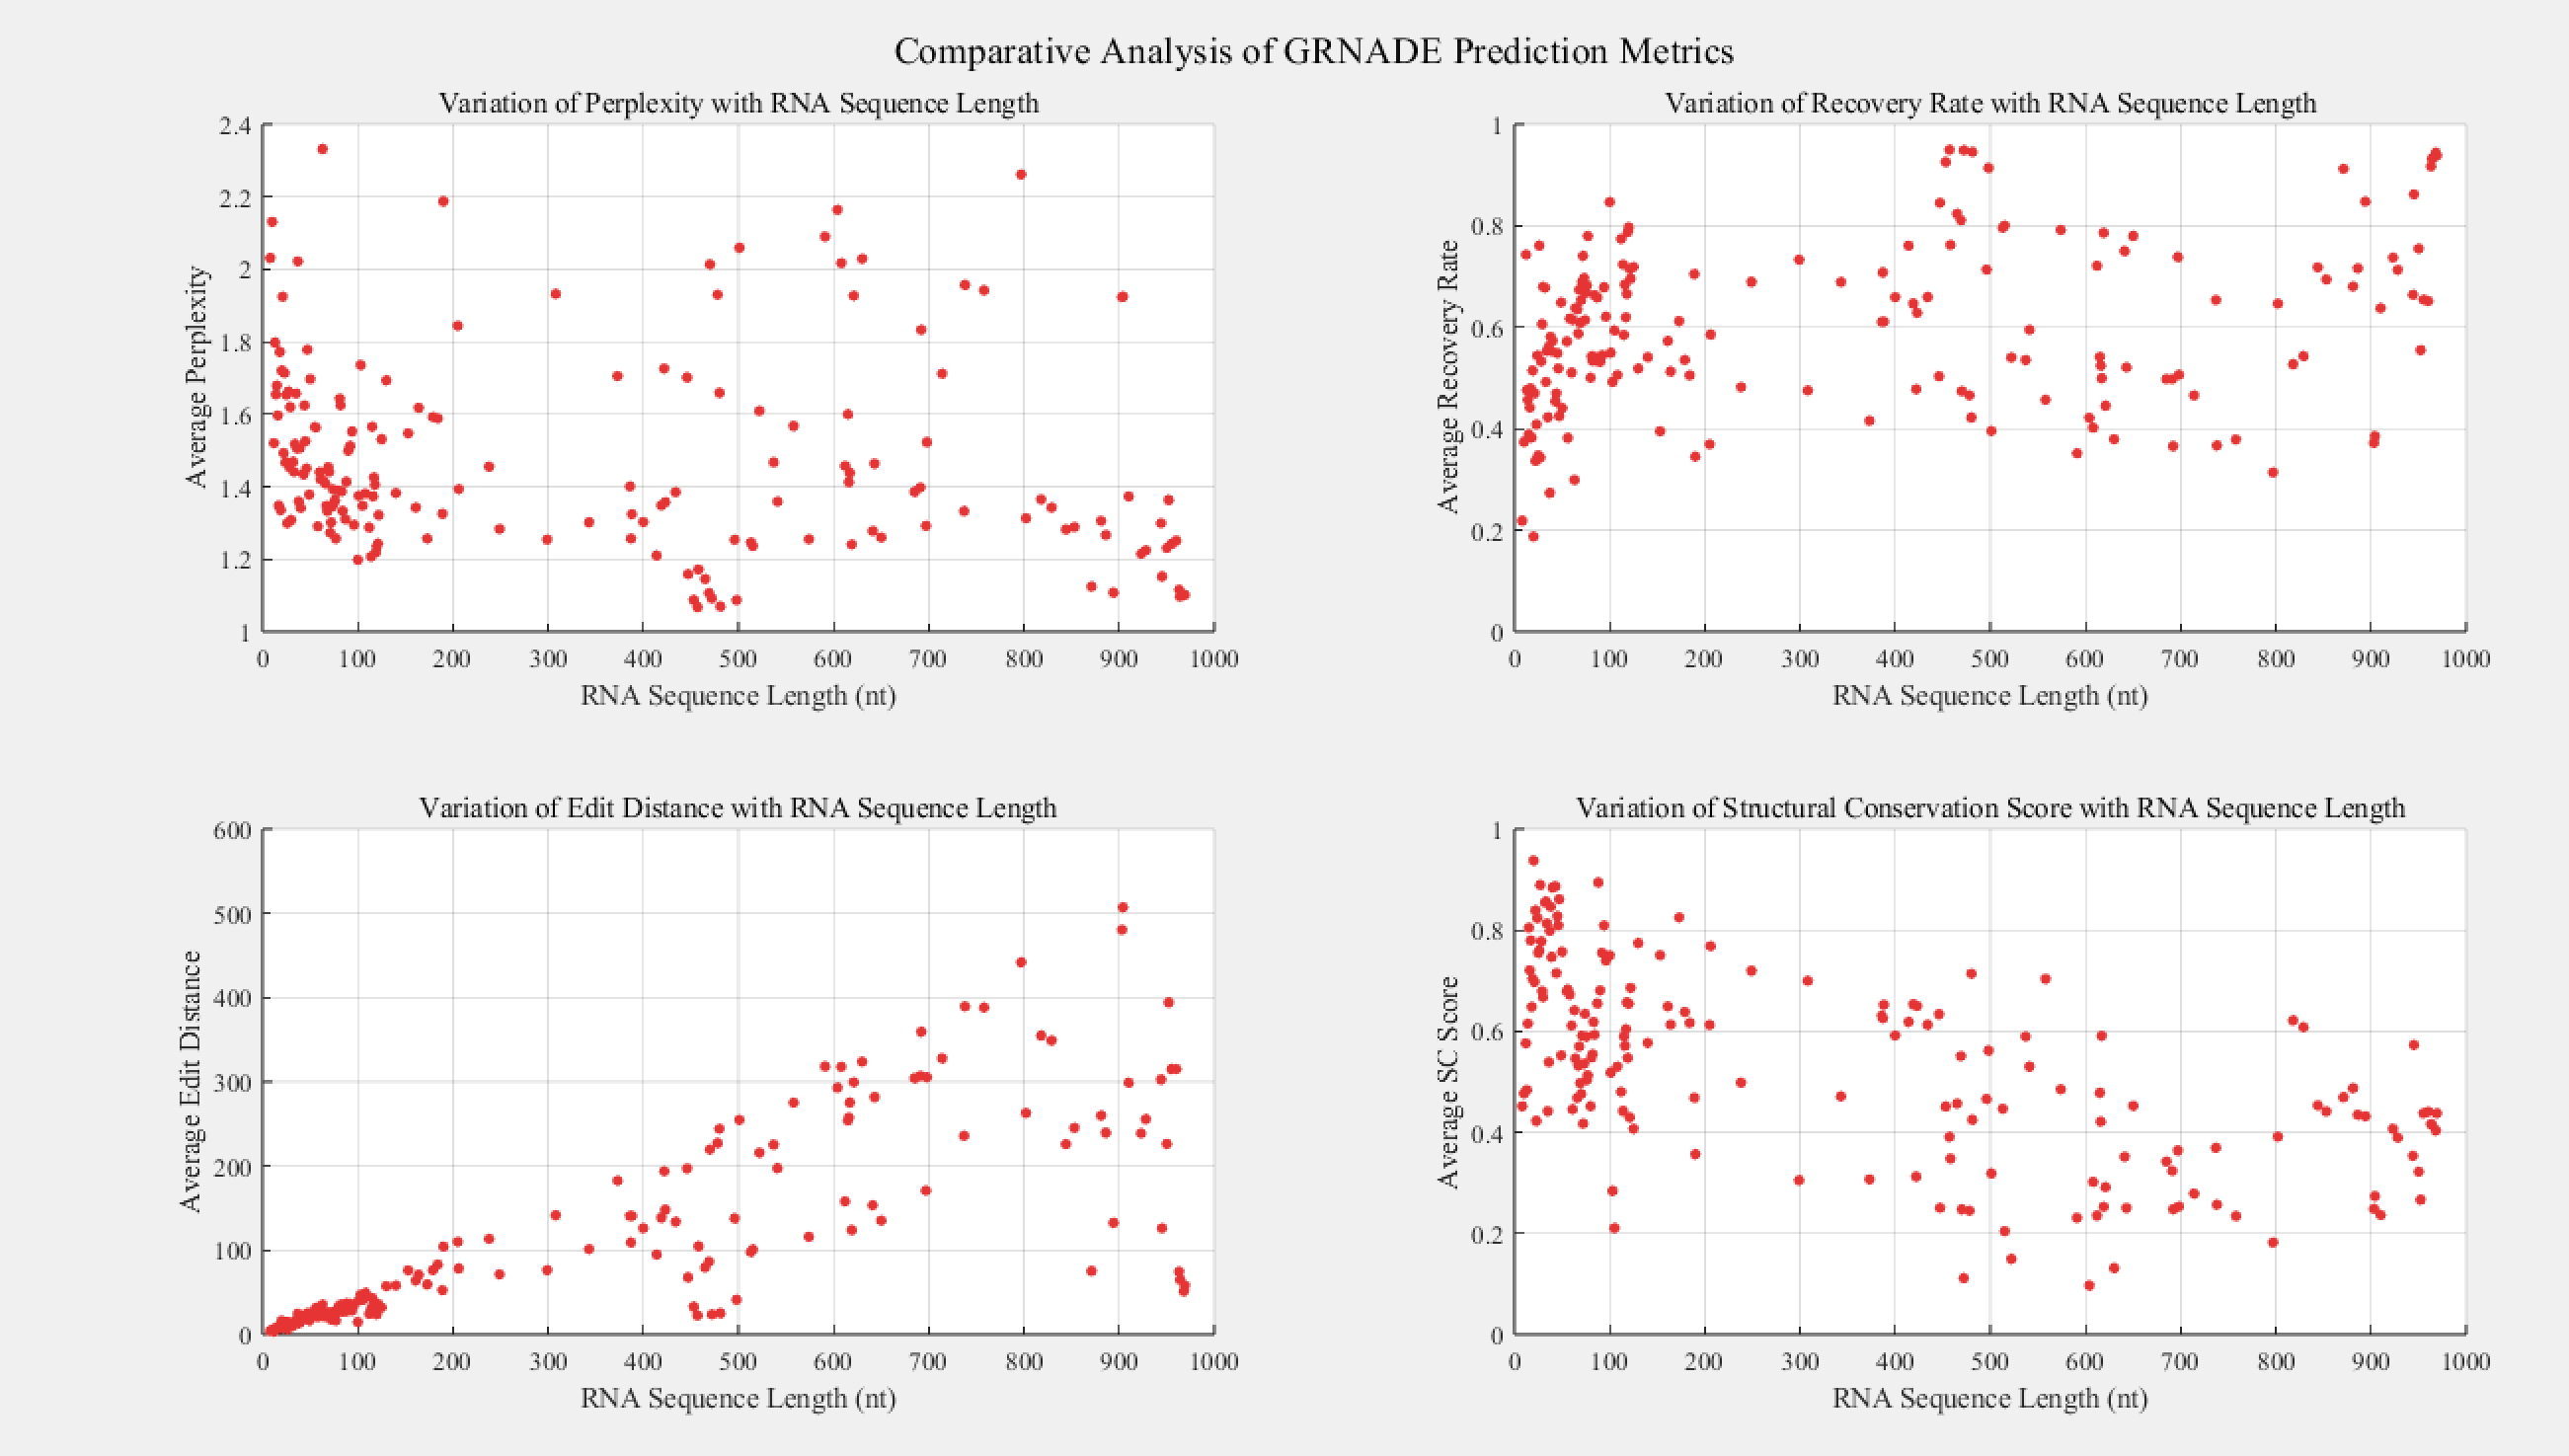 Comparative Analysis of GRNADE Prediction Metrics
Variation of Perplexity with RNA Sequence Length
2.4
2.2
2
1.8
1.6
1.4
1.2
1
Average Perplexity
0 100 200 300 400 500 600 700 800 900 1000
RNA Sequence Length (nt)
Variation of Recovery Rate with RNA Sequence Length
1
0.8
0.6
0.4
0.2
0
Average Recovery Rate
0 100 200 300 400 500 600 700 800 900 1000
RNA Sequence Length (nt)
Variation of Edit Distance with RNA Sequence Length
600
500
400
300
200
100
0
Average Edit Distance
0 100 200 300 400 500 600 700 800 900 1000
RNA Sequence Length (nt)
Variation of Structural Conservation Score with RNA Sequence Length
1
0.8
0.6
0.4
0.2
0
Average SC Score
0 100 200 300 400 500 600 700 800 900 1000
RNA Sequence Length (nt)